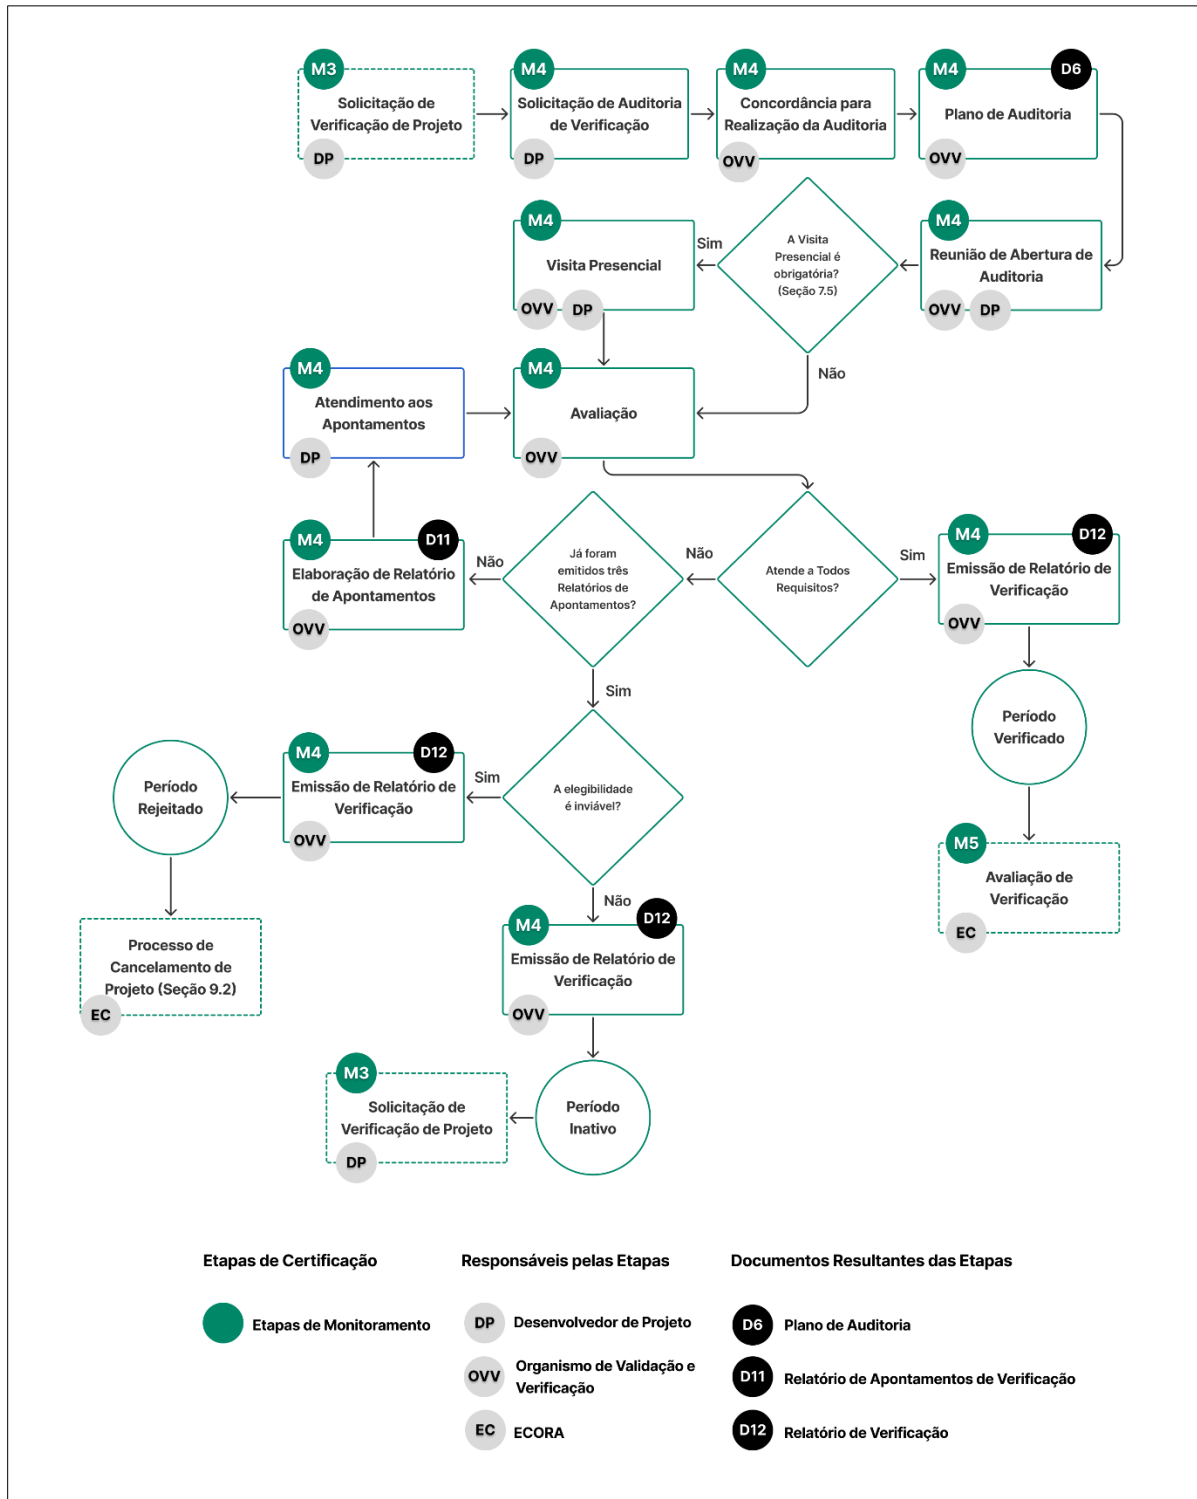 M3
Solicitação de
Verificação de Projeto
DP
M4
Solicitação de Auditoria
de Verificação
DP
M4
Concordância para
Realização da Auditoria
OVV
M4
D6
Plano de Auditoria
OVV
M4
Reunião de Abertura de
Auditoria
OVV
DP
A Visita
Presencial é
obrigatória?
(Seção 7.5)
Sim
Não
M4
Visita Presencial
OVV
DP
M4
Atendimento aos
Apontamentos
DP
M4
Avaliação
OVV
Atende a Todos
Requisitos?
Não
Sim
Já foram
emitidos três
Relatórios de
Apontamentos?
Não
Sim
M4
D11
Elaboração de Relatório
de Apontamentos
OVV
M4
D12
Emissão de Relatório de
Verificação
OVV
Período
Verificado
M5
Avaliação de
Verificação
EC
A elegibilidade
é inviável?
Sim
Não
M4
D12
Emissão de Relatório de
Verificação
OVV
Período
Rejeitado
Processo de
Cancelamento de
Projeto (Seção 9.2)
EC
M4
D12
Emissão de Relatório de
Verificação
OVV
Período
Inativo
M3
Solicitação de
Verificação de Projeto
DP
Etapas de Certificação
Etapas de Monitoramento
Responsáveis pelas Etapas
DP
Desenvolvedor de Projeto
OVV
Organismo de Validação e
Verificação
EC
ECORA
Documentos Resultantes das Etapas
D6
Plano de Auditoria
D11
Relatório de Apontamentos de Verificação
D12
Relatório de Verificação